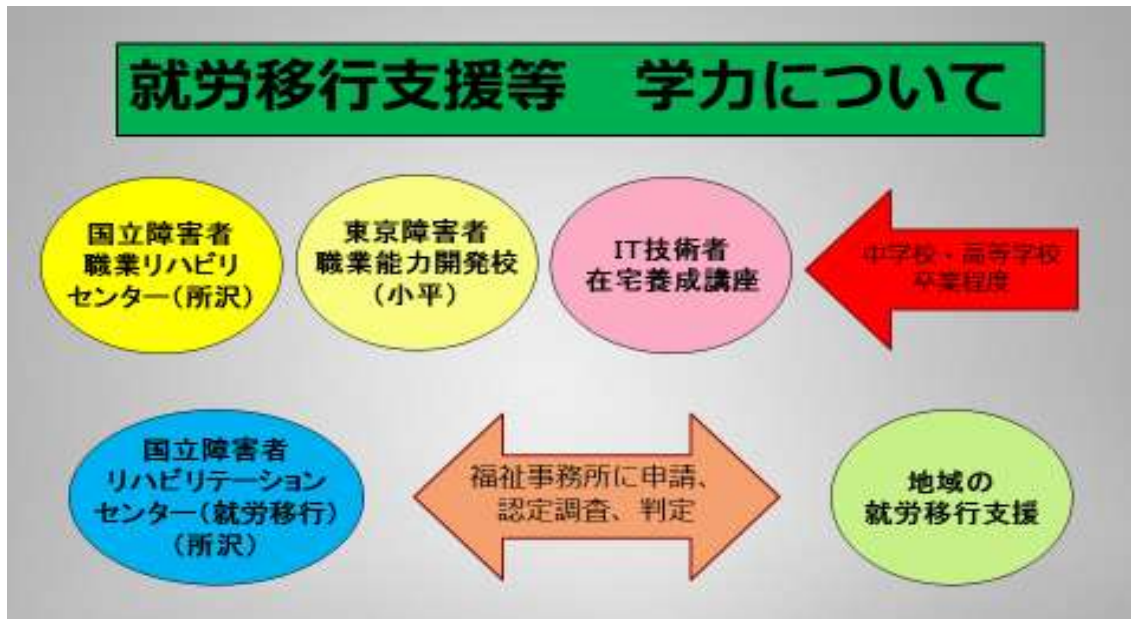 就労移行支援等　学力について
国立障害者
職業リハビリ
センター(所沢)
東京障害者
職業能力開発校
(小平)
IT技術者
在宅養成講座
中学校・高等学校
卒業程度
国立障害者
リハビリテーション
センター(就労移行)
(所沢)
福祉事務所に申請、
認定調査、判定
地域の
就労移行支援